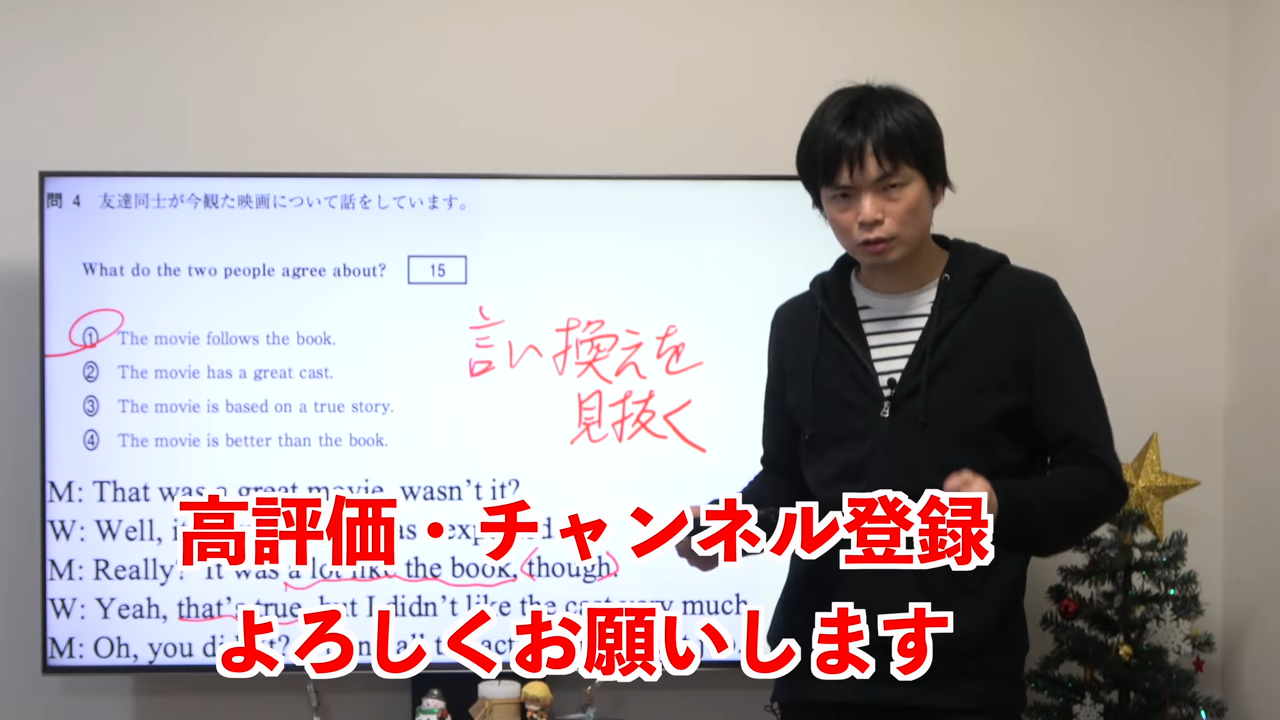 問 4 友達同士が今観た映画について話をしています。
What do the two people agree about? 15
① The movie follows the book.
② The movie has a great cast.
③ The movie is based on a true story.
④ The movie is better than the book.
言い換えを
見抜く
M: That was a great movie, wasn't it?
W: Well,
M: Really? It was a lot like the book, though.
W: Yeah, that's true, but I didn't like the cast very much.
M: Oh, you
高評価・チャンネル登録
よろしくお願いします